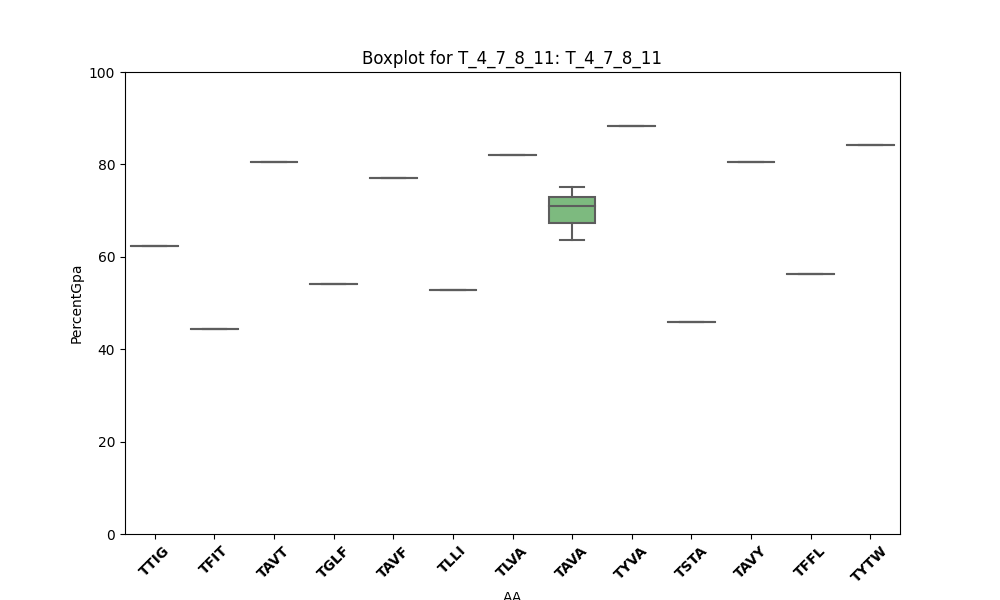 Boxplot for T_4_7_8_11: T_4_7_8_11
100
80
60
40
20
0
PercentGpa
TTIG TFIT TAVT TGLF TAVF TLLI TLVA TAVA TYVA TSTA TAVY TFFL TYTW
AA